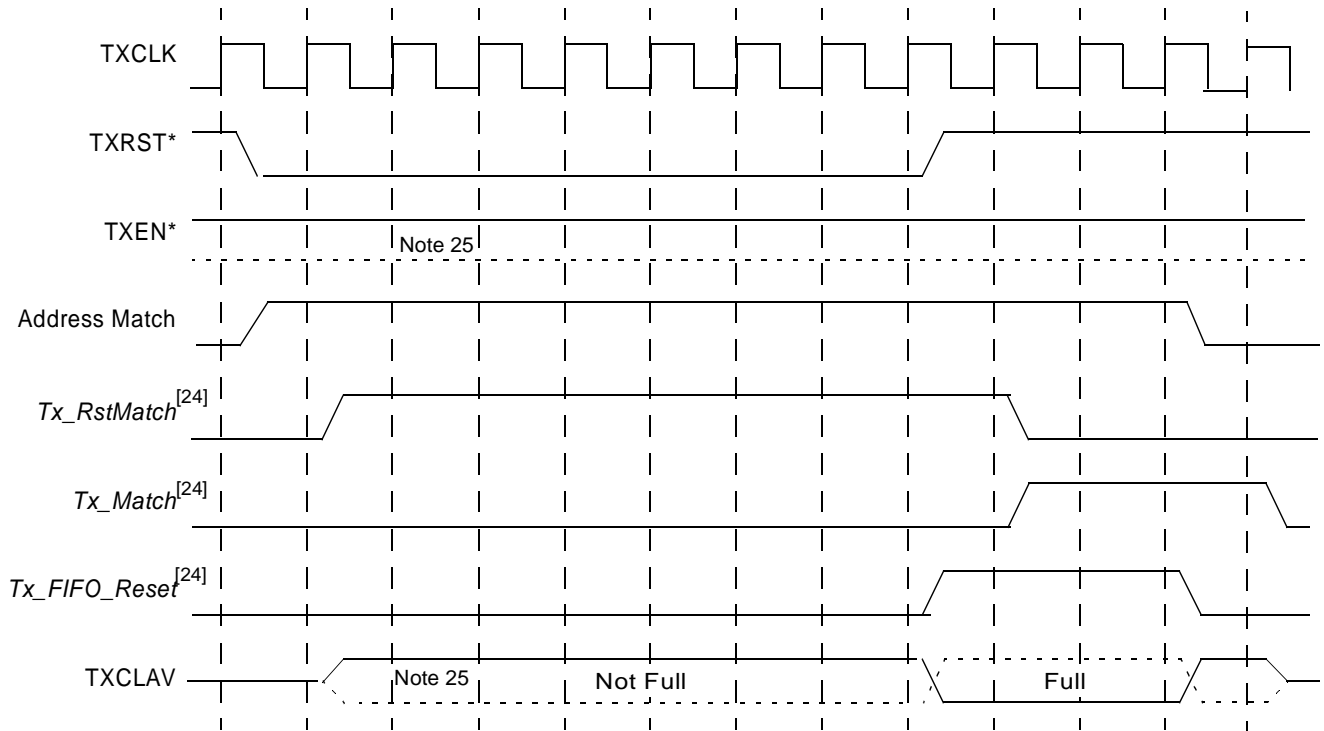 TXCLK
TXRST*
TXEN*
Note 25
Address Match
Tx_RstMatch[24]
Tx_Match[24]
Tx_FIFO_Reset[24]
TXCLAV
Note 25
Not Full
Full